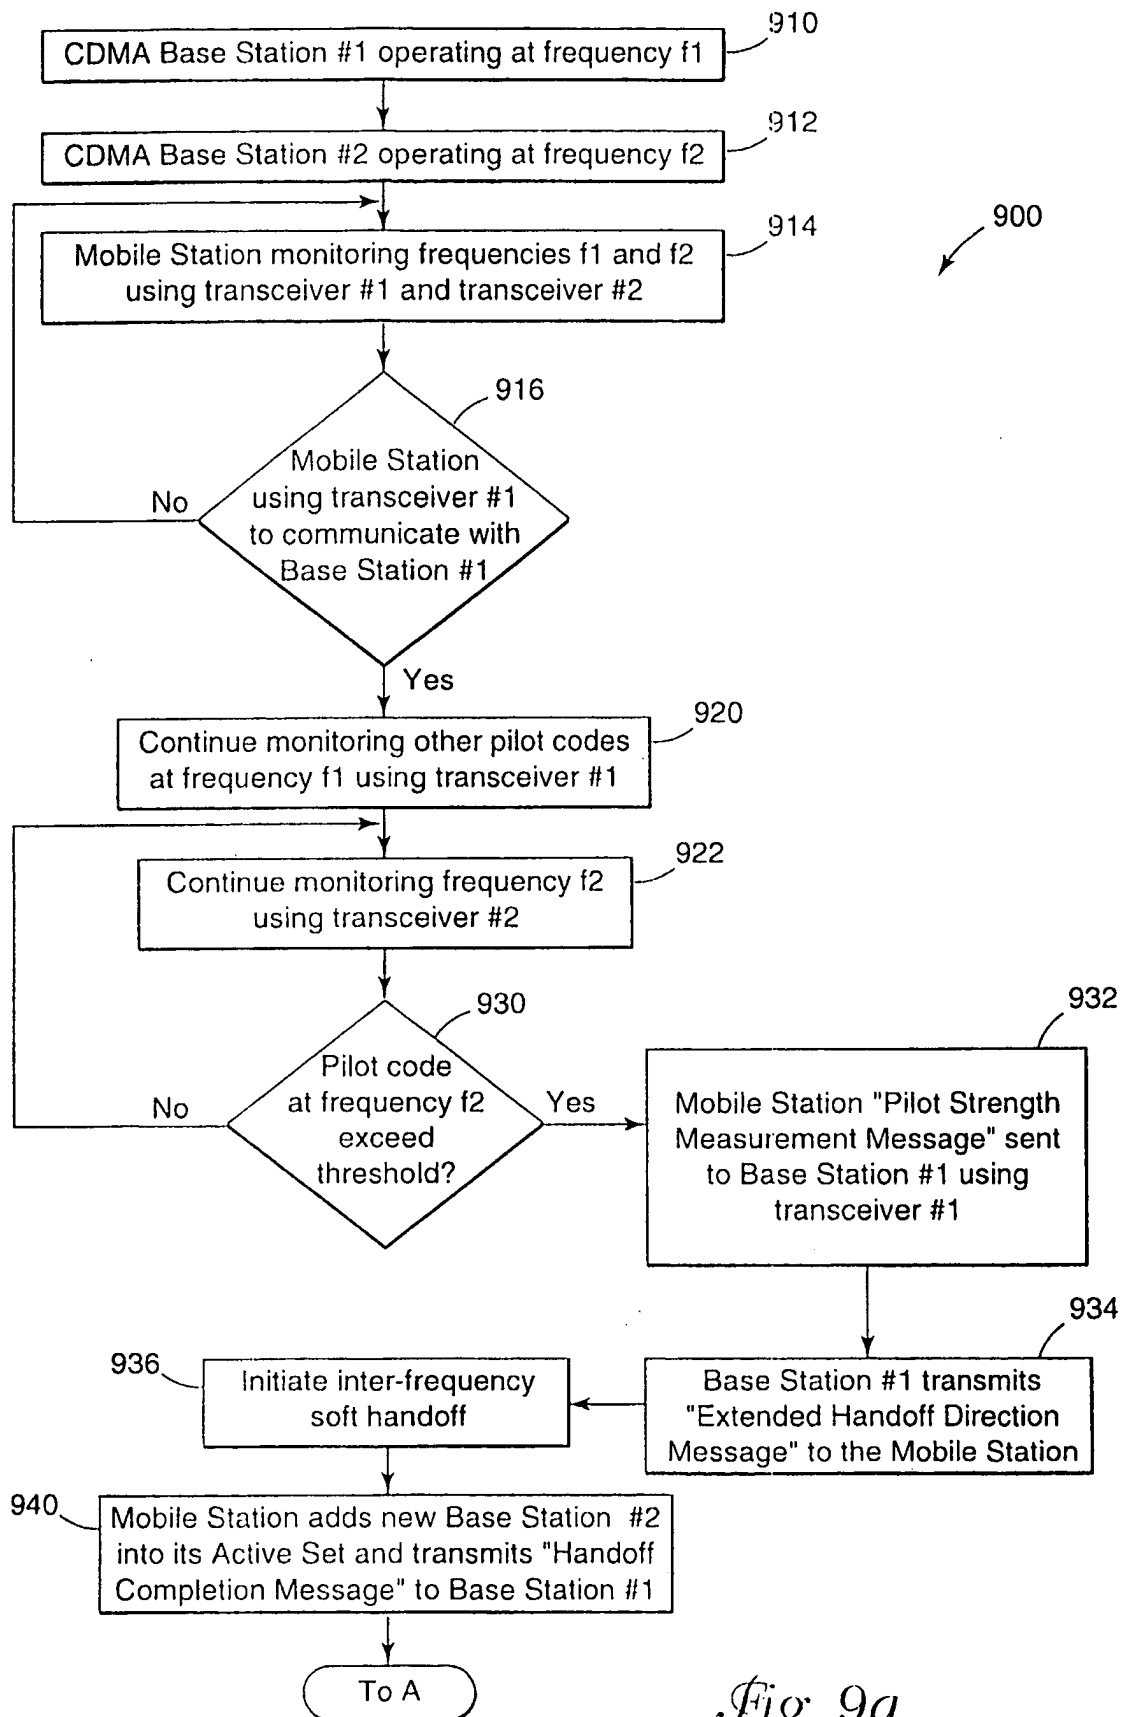 910
CDMA Base Station #1 operating at frequency f1
912
CDMA Base Station #2 operating at frequency f2
914
900
Mobile Station monitoring frequencies f1 and f2
using transceiver #1 and transceiver #2
916
Mobile Station
using transceiver #1
to communicate with
Base Station #1
No
Yes
920
Continue monitoring other pilot codes
at frequency f1 using transceiver #1
922
Continue monitoring frequency f2
using transceiver #2
930
Pilot code
at frequency f2
exceed
threshold?
No
Yes
932
Mobile Station "Pilot Strength
Measurement Message" sent
to Base Station #1 using
transceiver #1
934
Base Station #1 transmits
"Extended Handoff Direction
Message" to the Mobile Station
936
Initiate inter-frequency
soft handoff
940
Mobile Station adds new Base Station #2
into its Active Set and transmits "Handoff
Completion Message" to Base Station #1
To A
Fig. 9a